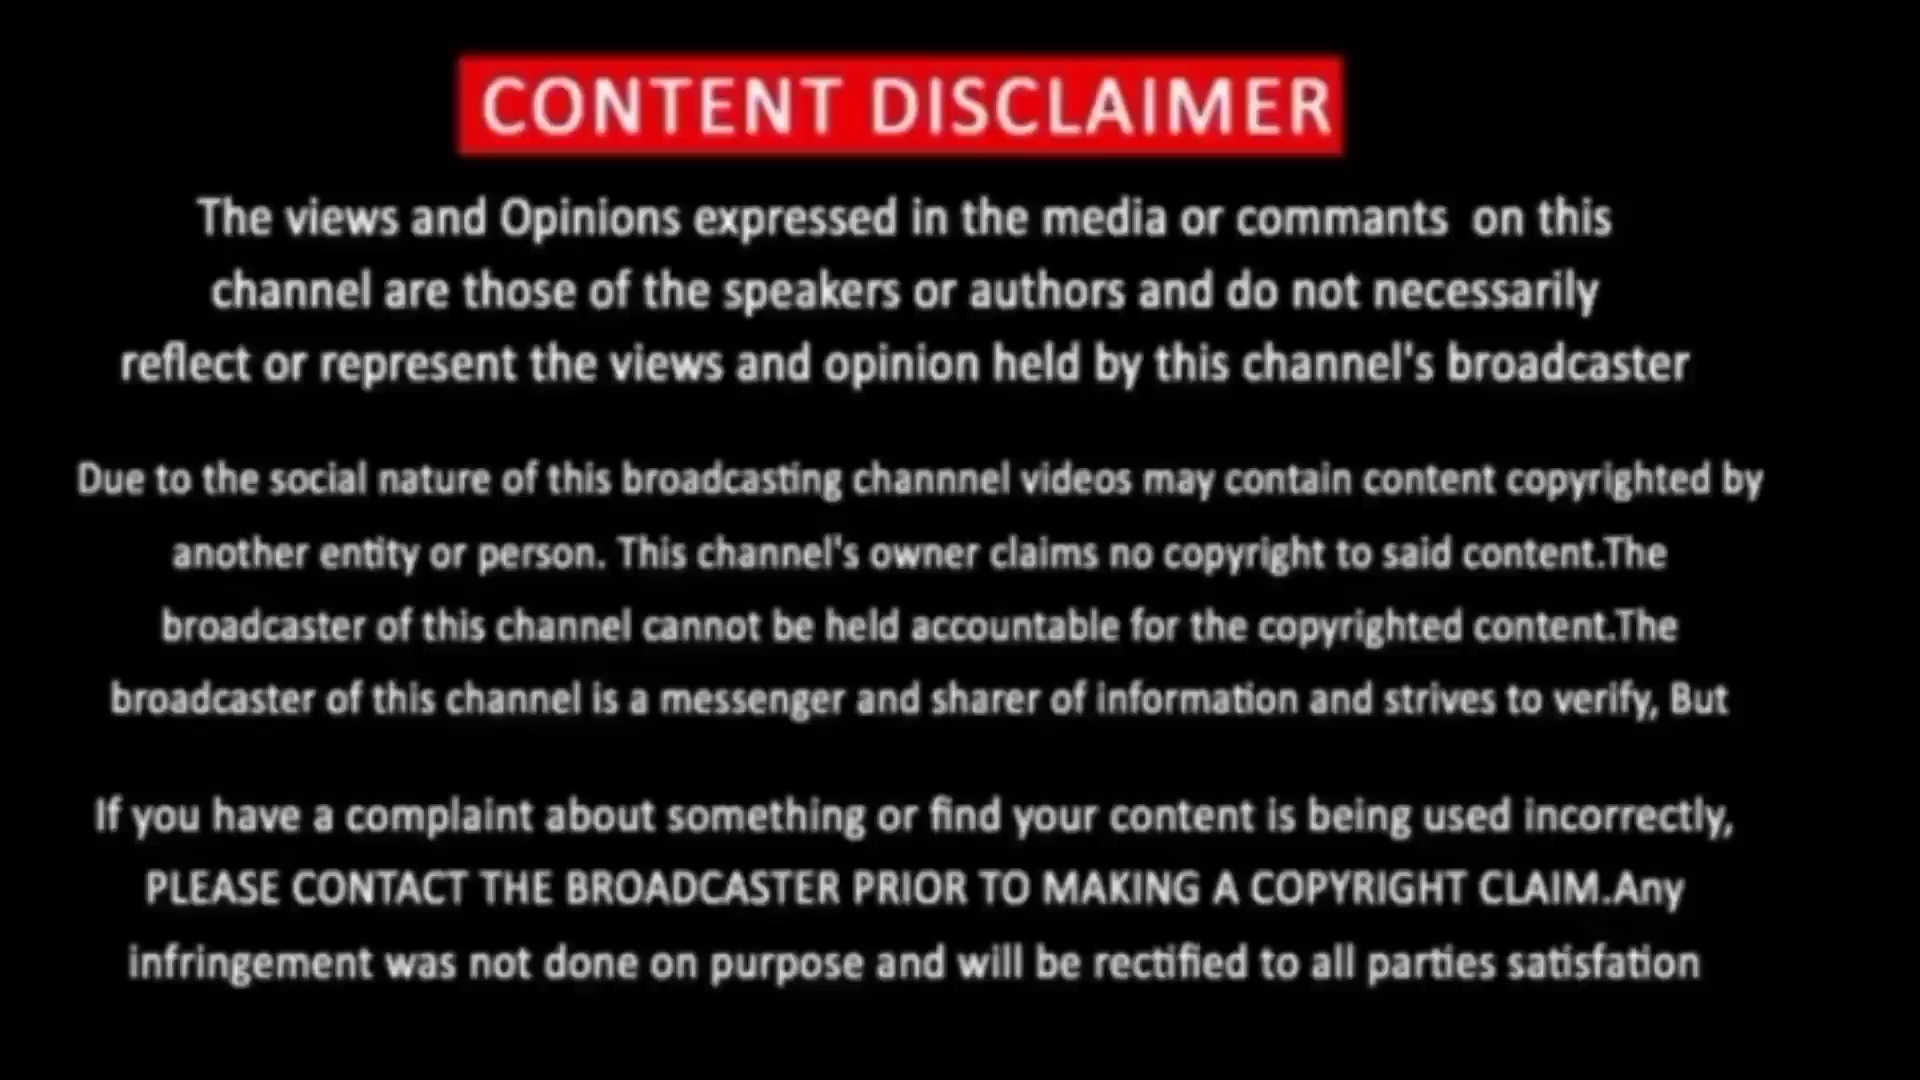 CONTENT DISCLAIMER
The views and Opinions expressed in the media or commants on this
channel are those of the speakers or authors and do not necessarily
reflect or represent the views and opinion held by this channel's broadcaster
Due to the social nature of this broadcasting channnel videos may contain content copyrighted by
another entity or person. This channel's owner claims no copyright to said content.The
broadcaster of this channel cannot be held accountable for the copyrighted content.The
broadcaster of this channel is a messenger and sharer of information and strives to verify, But
If you have a complaint about something or find your content is being used incorrectly,
PLEASE CONTACT THE BROADCASTER PRIOR TO MAKING A COPYRIGHT CLAIM.Any
infringement was not done on purpose and will be rectified to all parties satisfation